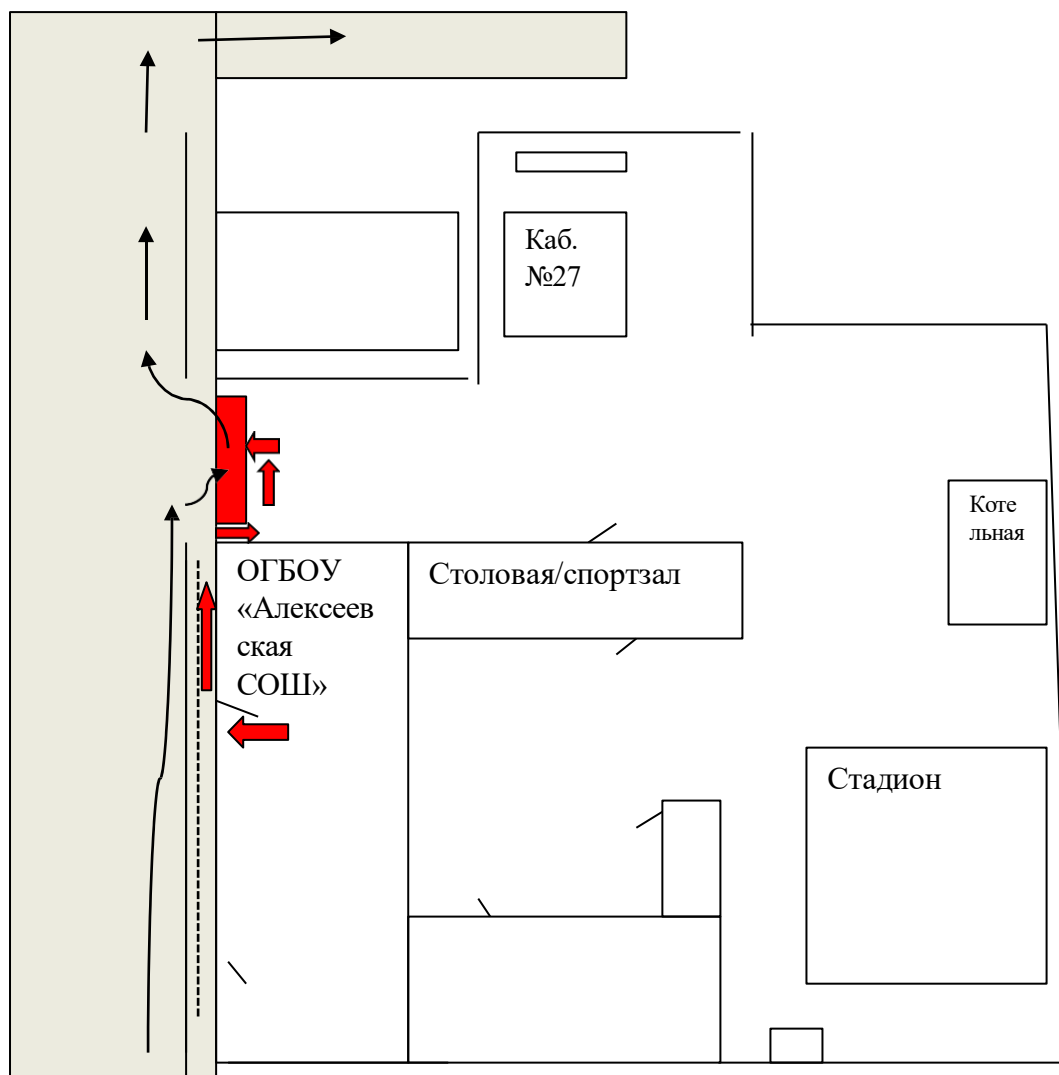 Каб.
№27
Коте
льная
ОГБОУ
«Алексеев
ская
СОШ»
Столовая/спортзал
Стадион